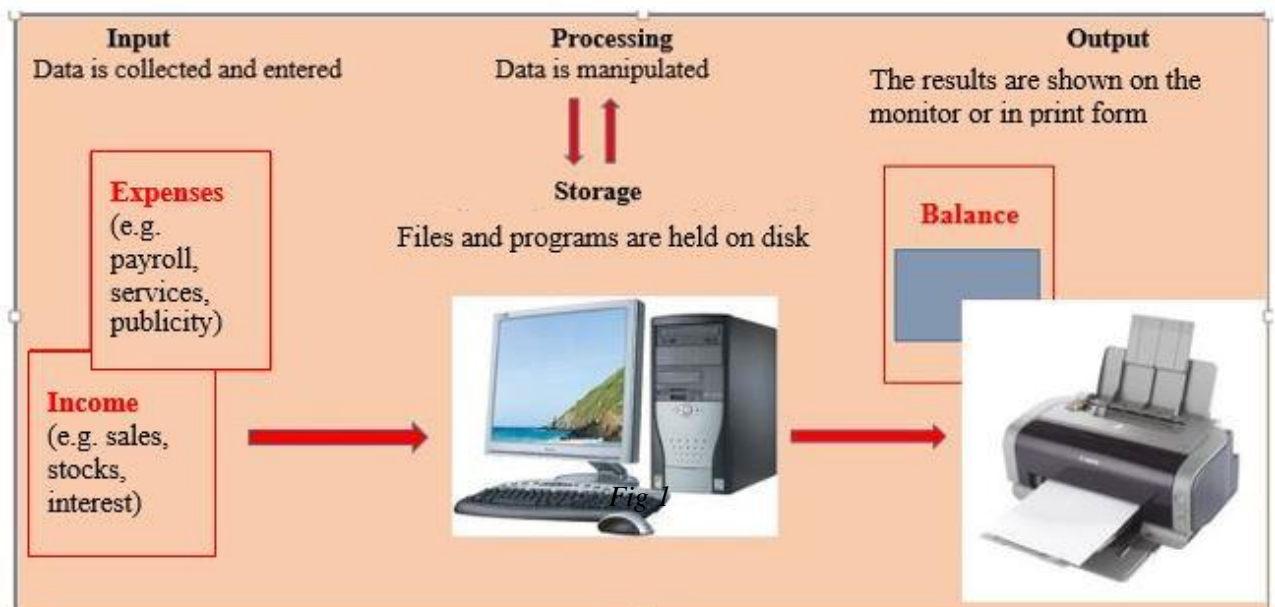 Input
Data is collected and entered
Processing
Data is manipulated
Storage
Files and programs are held on disk
Output
The results are shown on the
monitor or in print form
Expenses
(e.g.
payroll,
services,
publicity)
Income
(e.g. sales,
stocks,
interest)
Fig 1
Balance